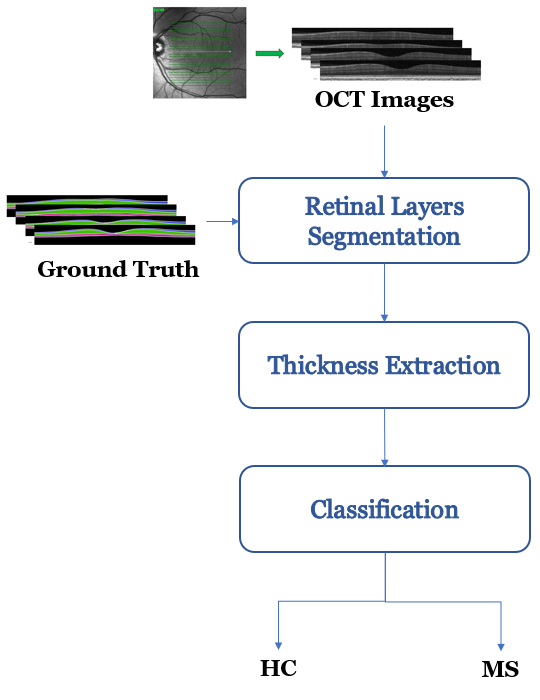 OCT Images
Retinal Layers
Segmentation
Ground Truth
Thickness Extraction
Classification
HC
MS